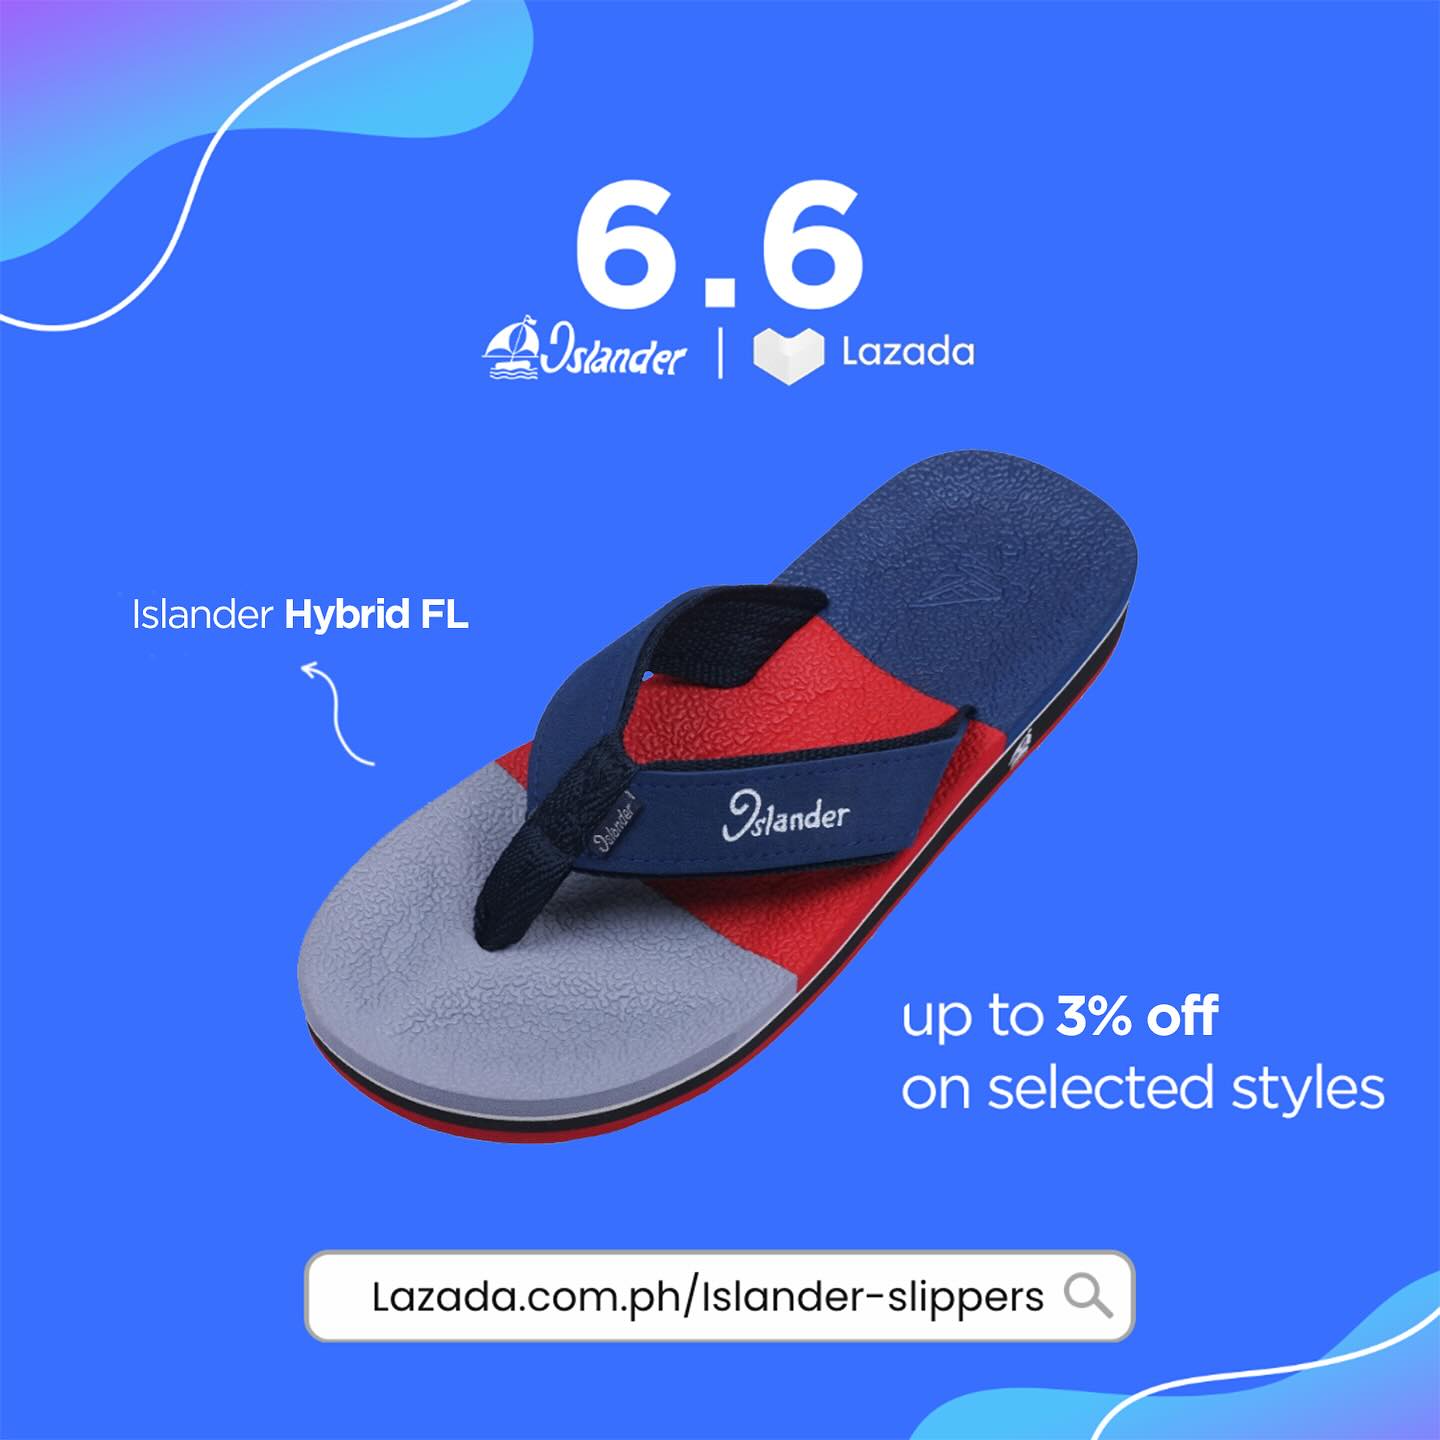 6.6
Islander | Lazada
Islander Hybrid FL
Islander
Islander
up to 3% off
on selected styles
Lazada.com.ph/Islander-slippers